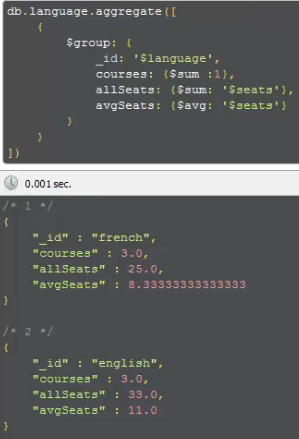 db.language.aggregate([
    {
        $group: {
            _id: '$language',
            courses: {$sum :1},
            allSeats: {$sum: '$seats'},
            avgSeats: {$avg: '$seats'}
        }
    }
])
0.001 sec.
/* 1 */
{
    "_id" : "french",
    "courses" : 3.0,
    "allSeats" : 25.0,
    "avgSeats" : 8.33333333333333
}
/* 2 */
{
    "_id" : "english",
    "courses" : 3.0,
    "allSeats" : 33.0,
    "avgSeats" : 11.0
}